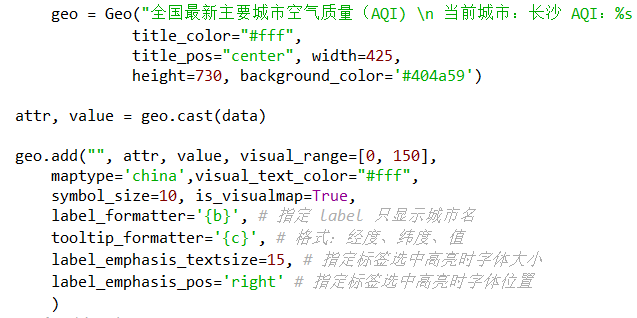 geo = Geo("全国最新主要城市空气质量（AQI) \n 当前城市：长沙 AQI：%s
title_color="#fff",
title_pos="center", width=425,
height=730, background_color='#404a59')
attr, value = geo.cast(data)
geo.add("", attr, value, visual_range=[0, 150],
maptype='china',visual_text_color="#fff",
symbol_size=10, is_visualmap=True,
label_formatter='{b}', # 指定 label 只显示城市名
tooltip_formatter='{c}', # 格式：经度、纬度、值
label_emphasis_textsize=15, # 指定标签选中高亮时字体大小
label_emphasis_pos='right' # 指定标签选中高亮时字体位置
)